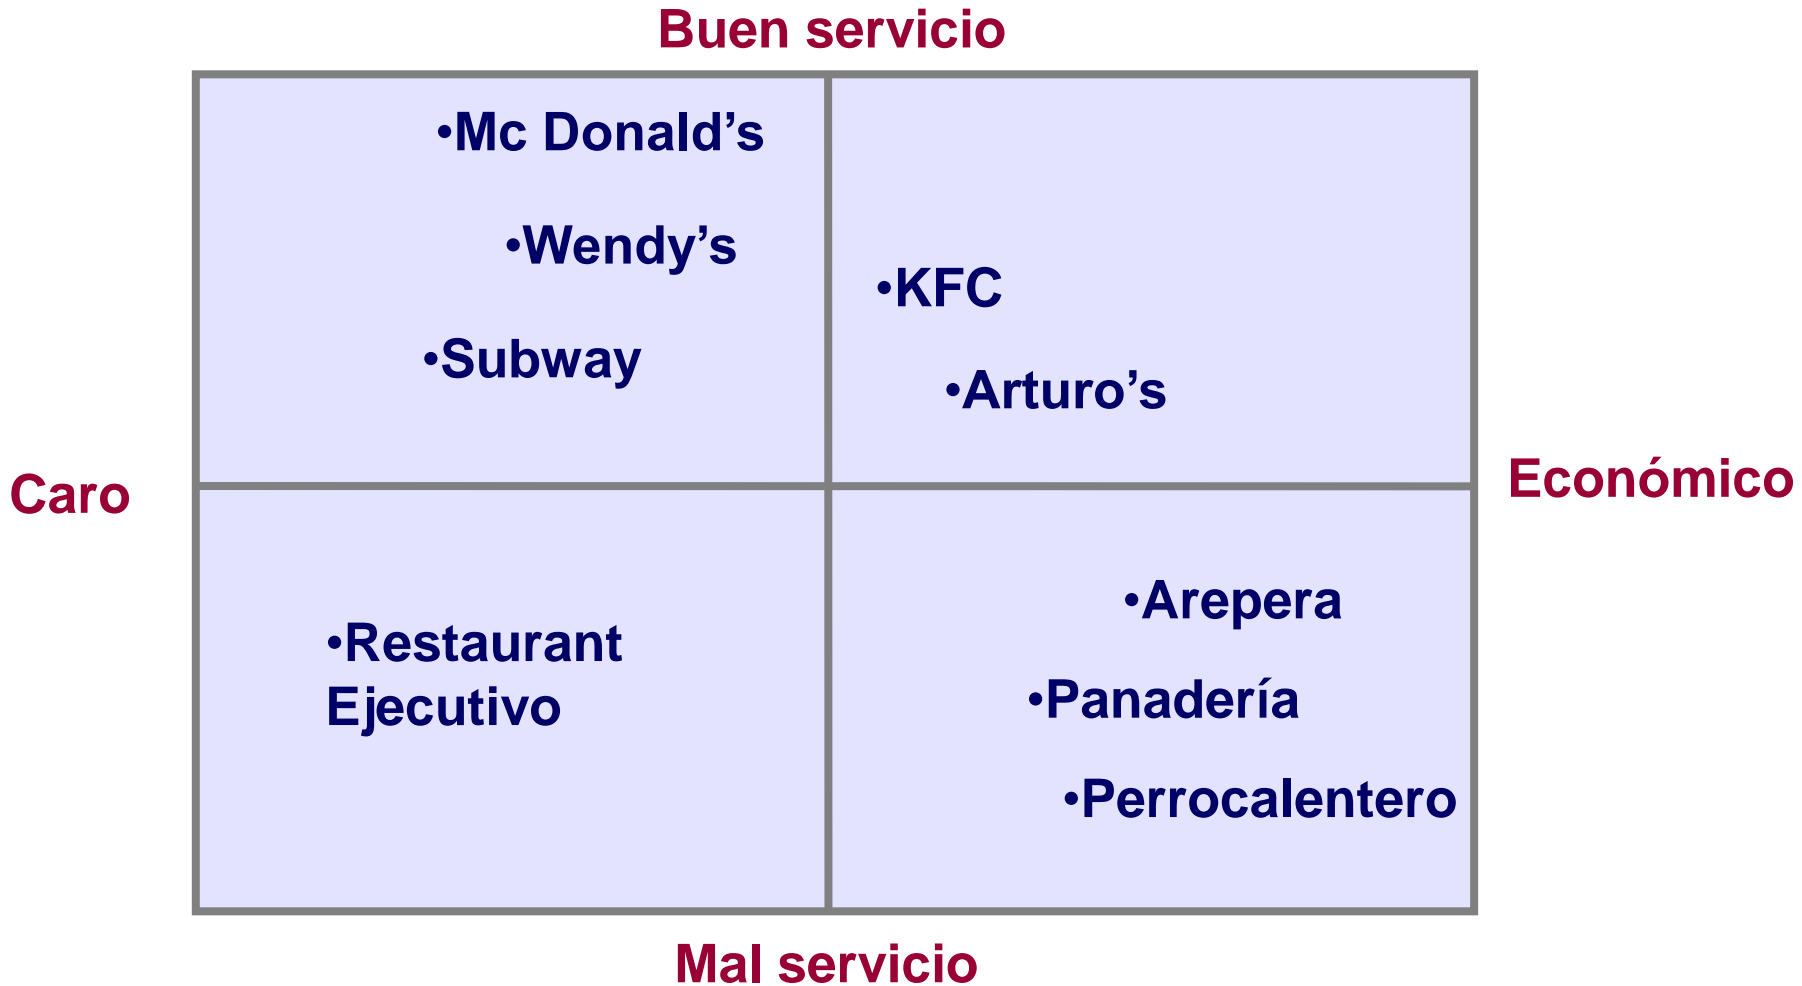 Buen servicio
•Mc Donald’s
•Wendy’s
•Subway
•KFC
•Arturo’s
Caro
Económico
•Restaurant
Ejecutivo
•Arepera
•Panadería
•Perrocalentero
Mal servicio